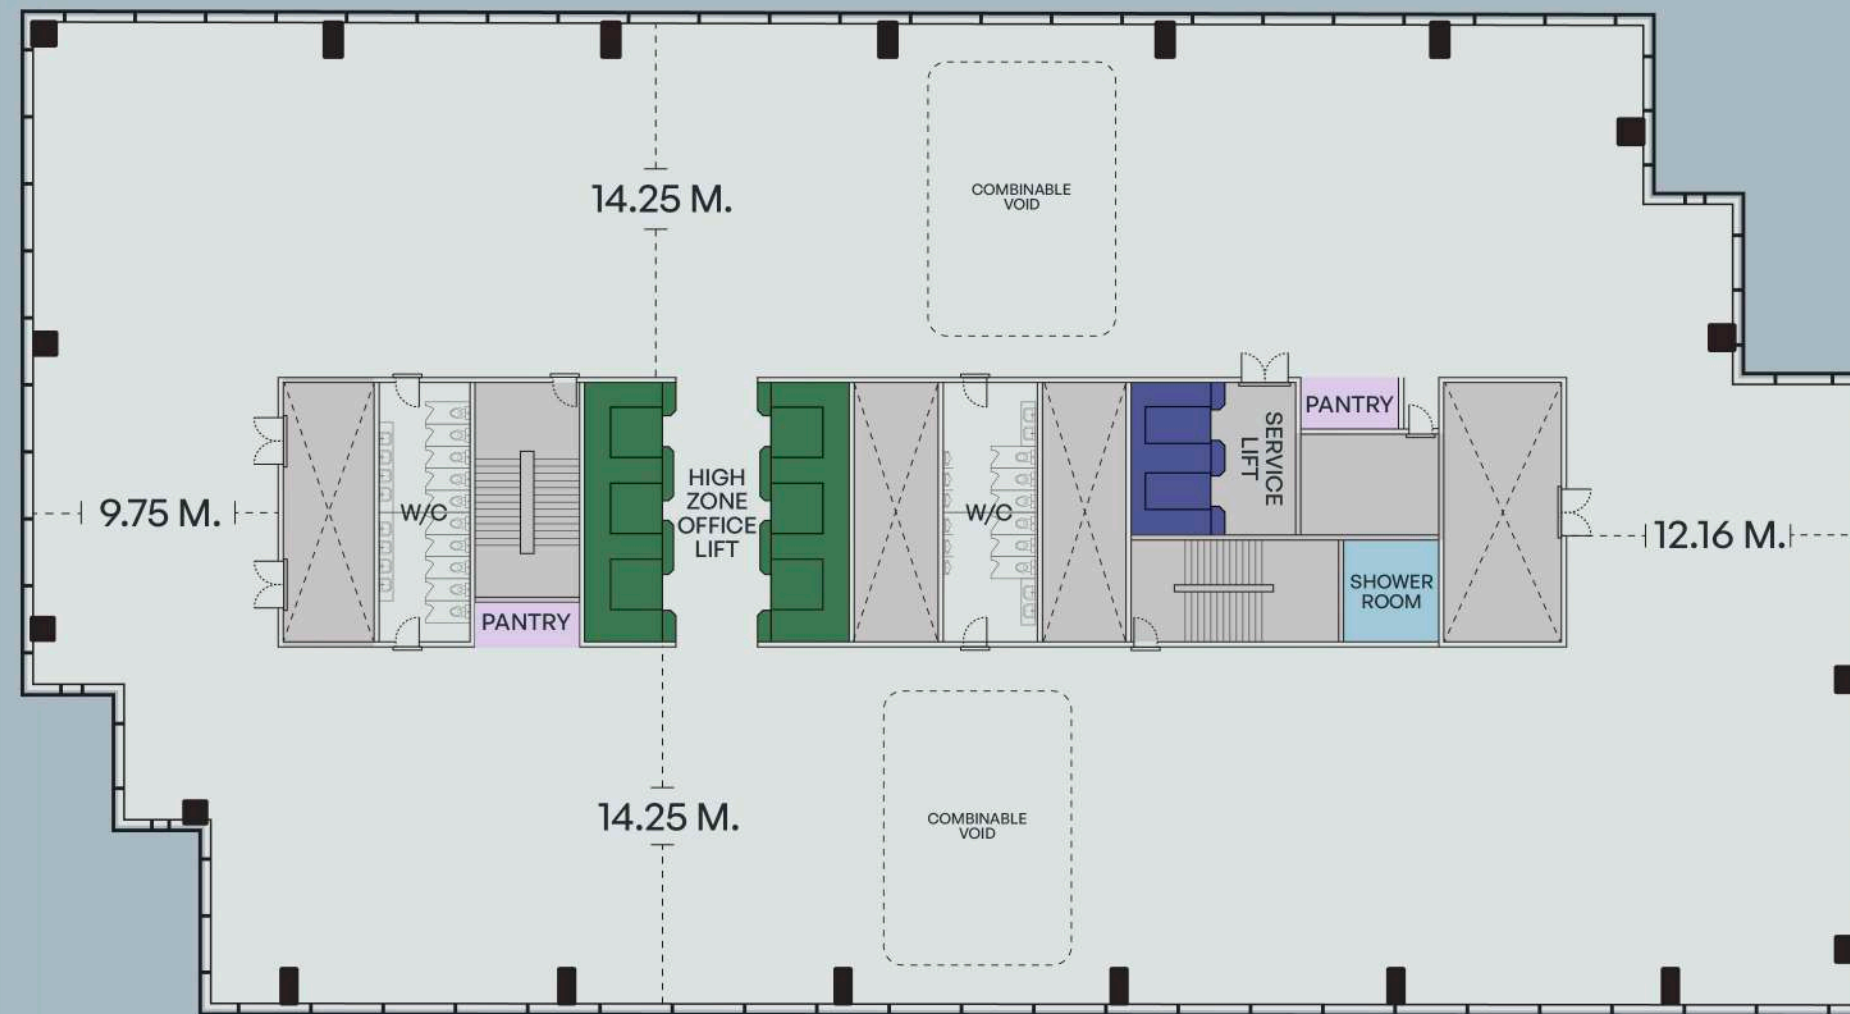 14.25 M.
COMBINABLE
VOID
PANTRY
SERVICE
LIFT
HIGH
ZONE
OFFICE
LIFT
9.75 M.
W/C
W/C
12.16 M.
SHOWER
ROOM
PANTRY
14.25 M.
COMBINABLE
VOID